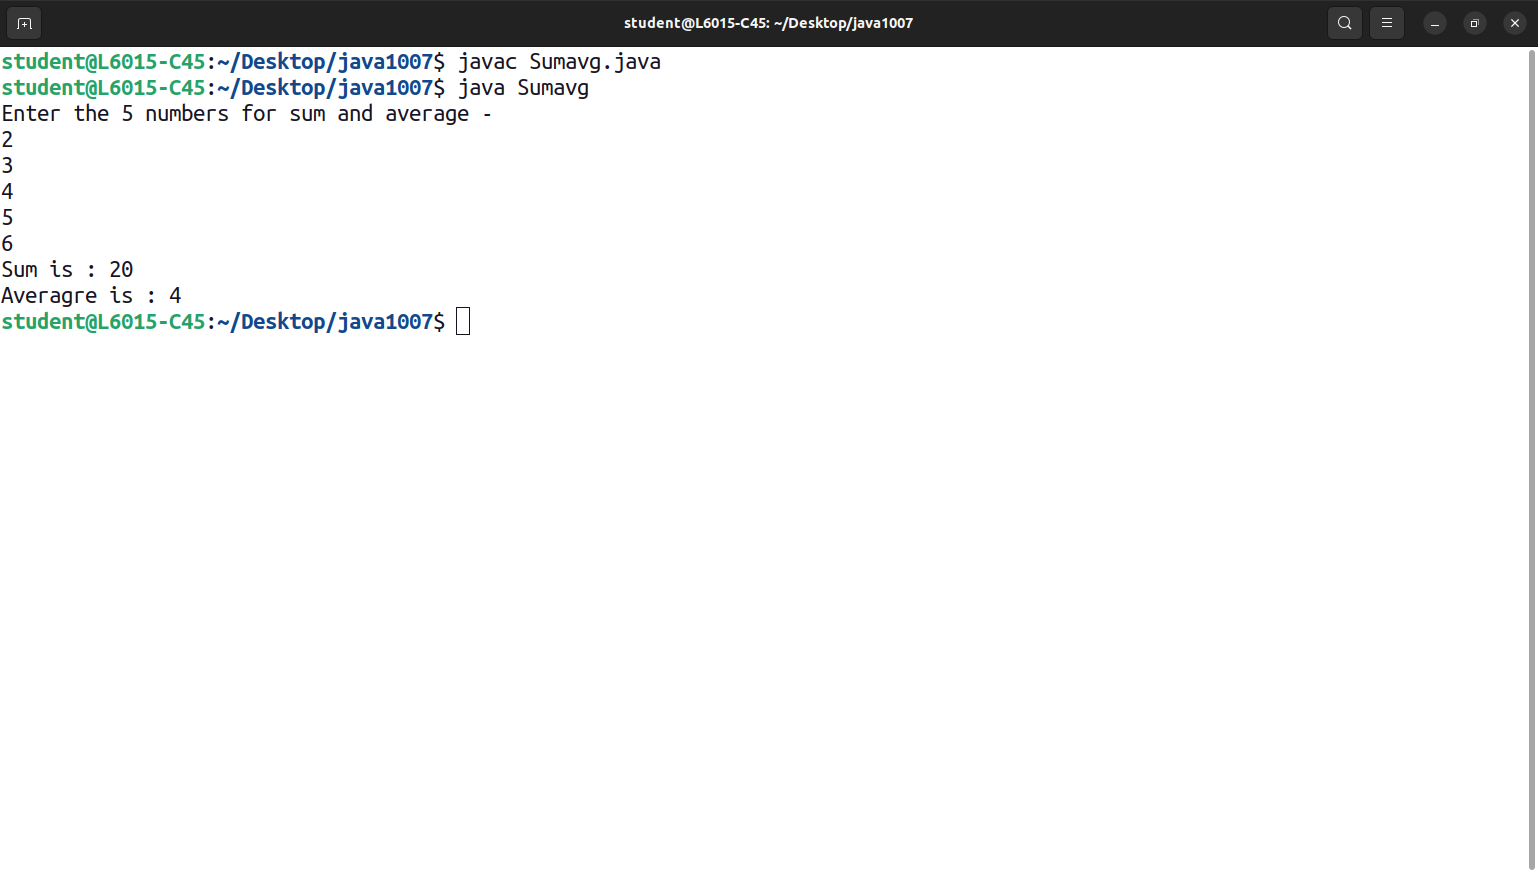 student@L6015-C45: ~/Desktop/java1007
student@L6015-C45:~/Desktop/java1007$ javac Sumavg.java
student@L6015-C45:~/Desktop/java1007$ java Sumavg
Enter the 5 numbers for sum and average -
2
3
4
5
6
Sum is : 20
Averagre is : 4
student@L6015-C45:~/Desktop/java1007$